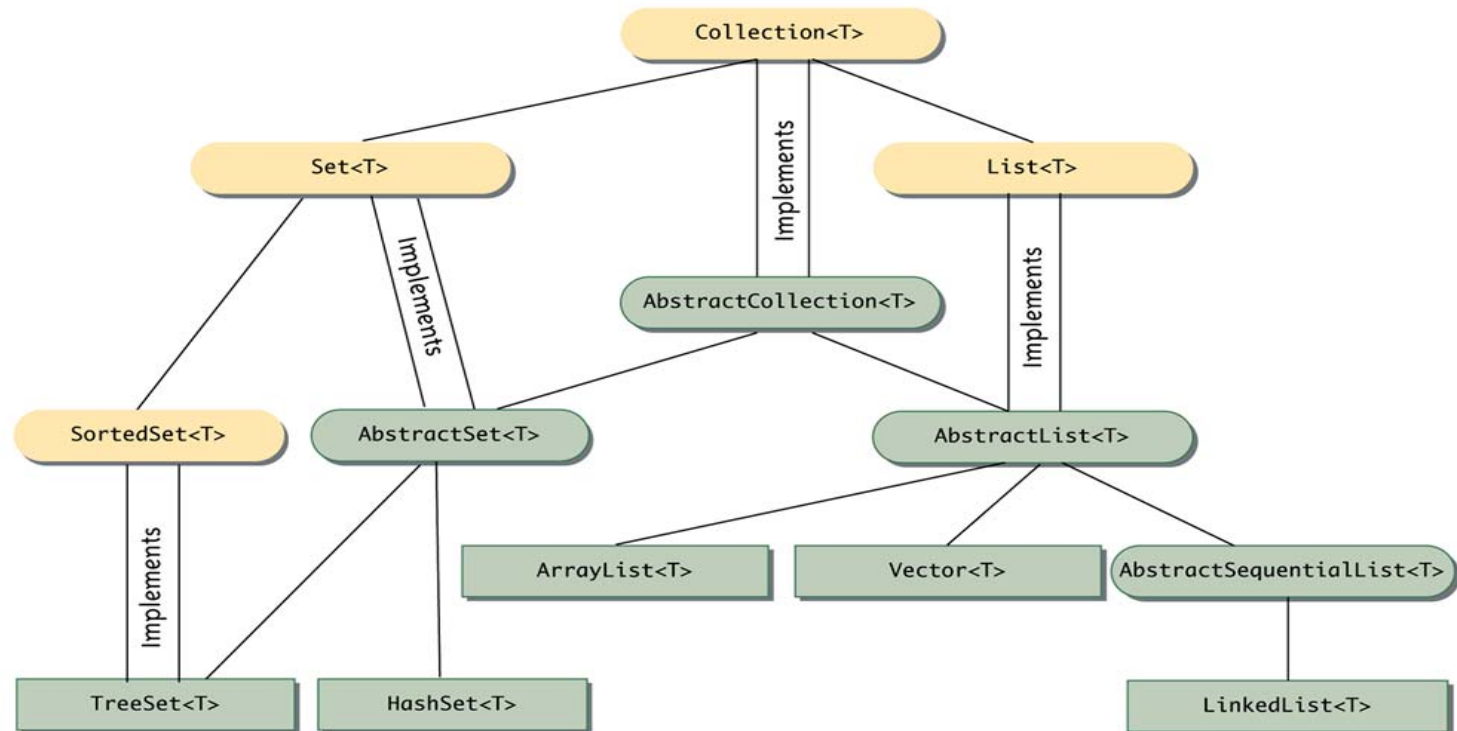 Collection<T>
Implements
Set<T>
List<T>
Implements
Implements
AbstractCollection<T>
SortedSet<T>
AbstractSet<T>
AbstractList<T>
Implements
ArrayList<T>
Vector<T>
AbstractSequentialList<T>
TreeSet<T>
HashSet<T>
LinkedList<T>